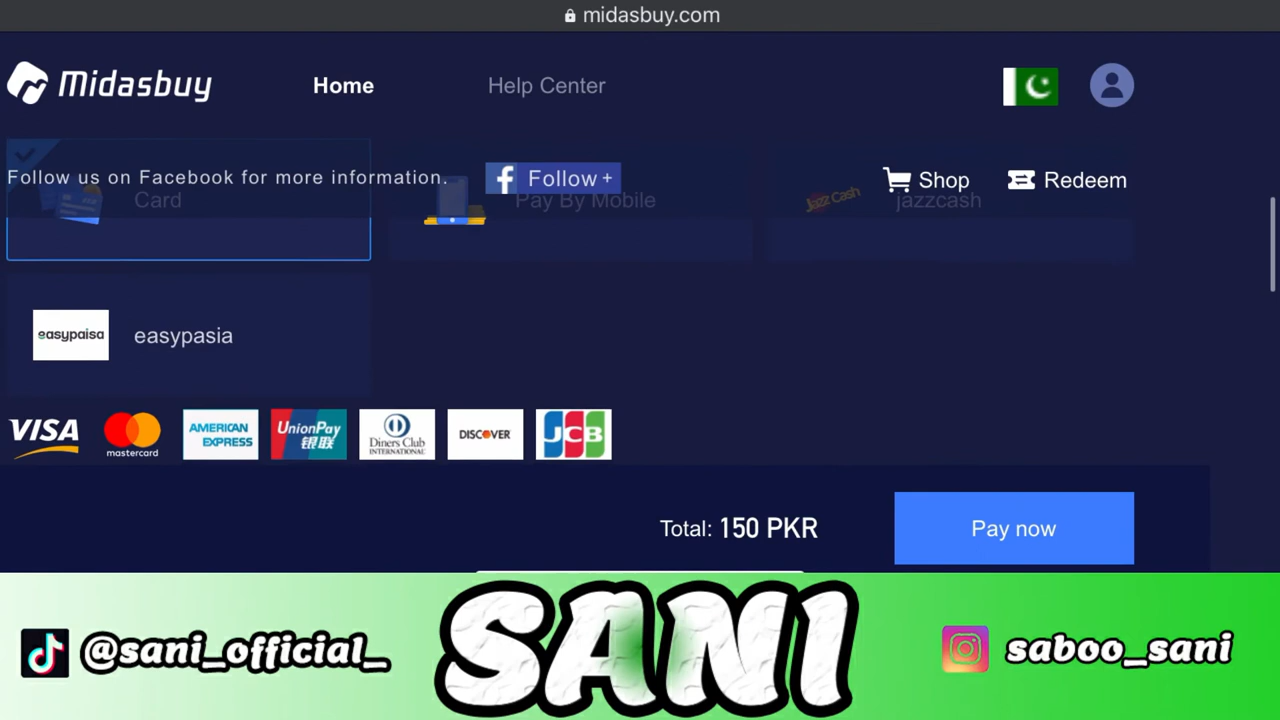 midasbuy.com
Midasbuy Home Help Center
Follow us on Facebook for more information. f Follow + Shop Redeem
Card Pay By Mobile Jazz Cash jazzcash
easypaisa easypasia
VISA mastercard AMERICAN EXPRESS UnionPay 银联 Diners Club INTERNATIONAL DISCOVER JCB
Total: 150 PKR Pay now
@sani_official_ SANI saboo_sani